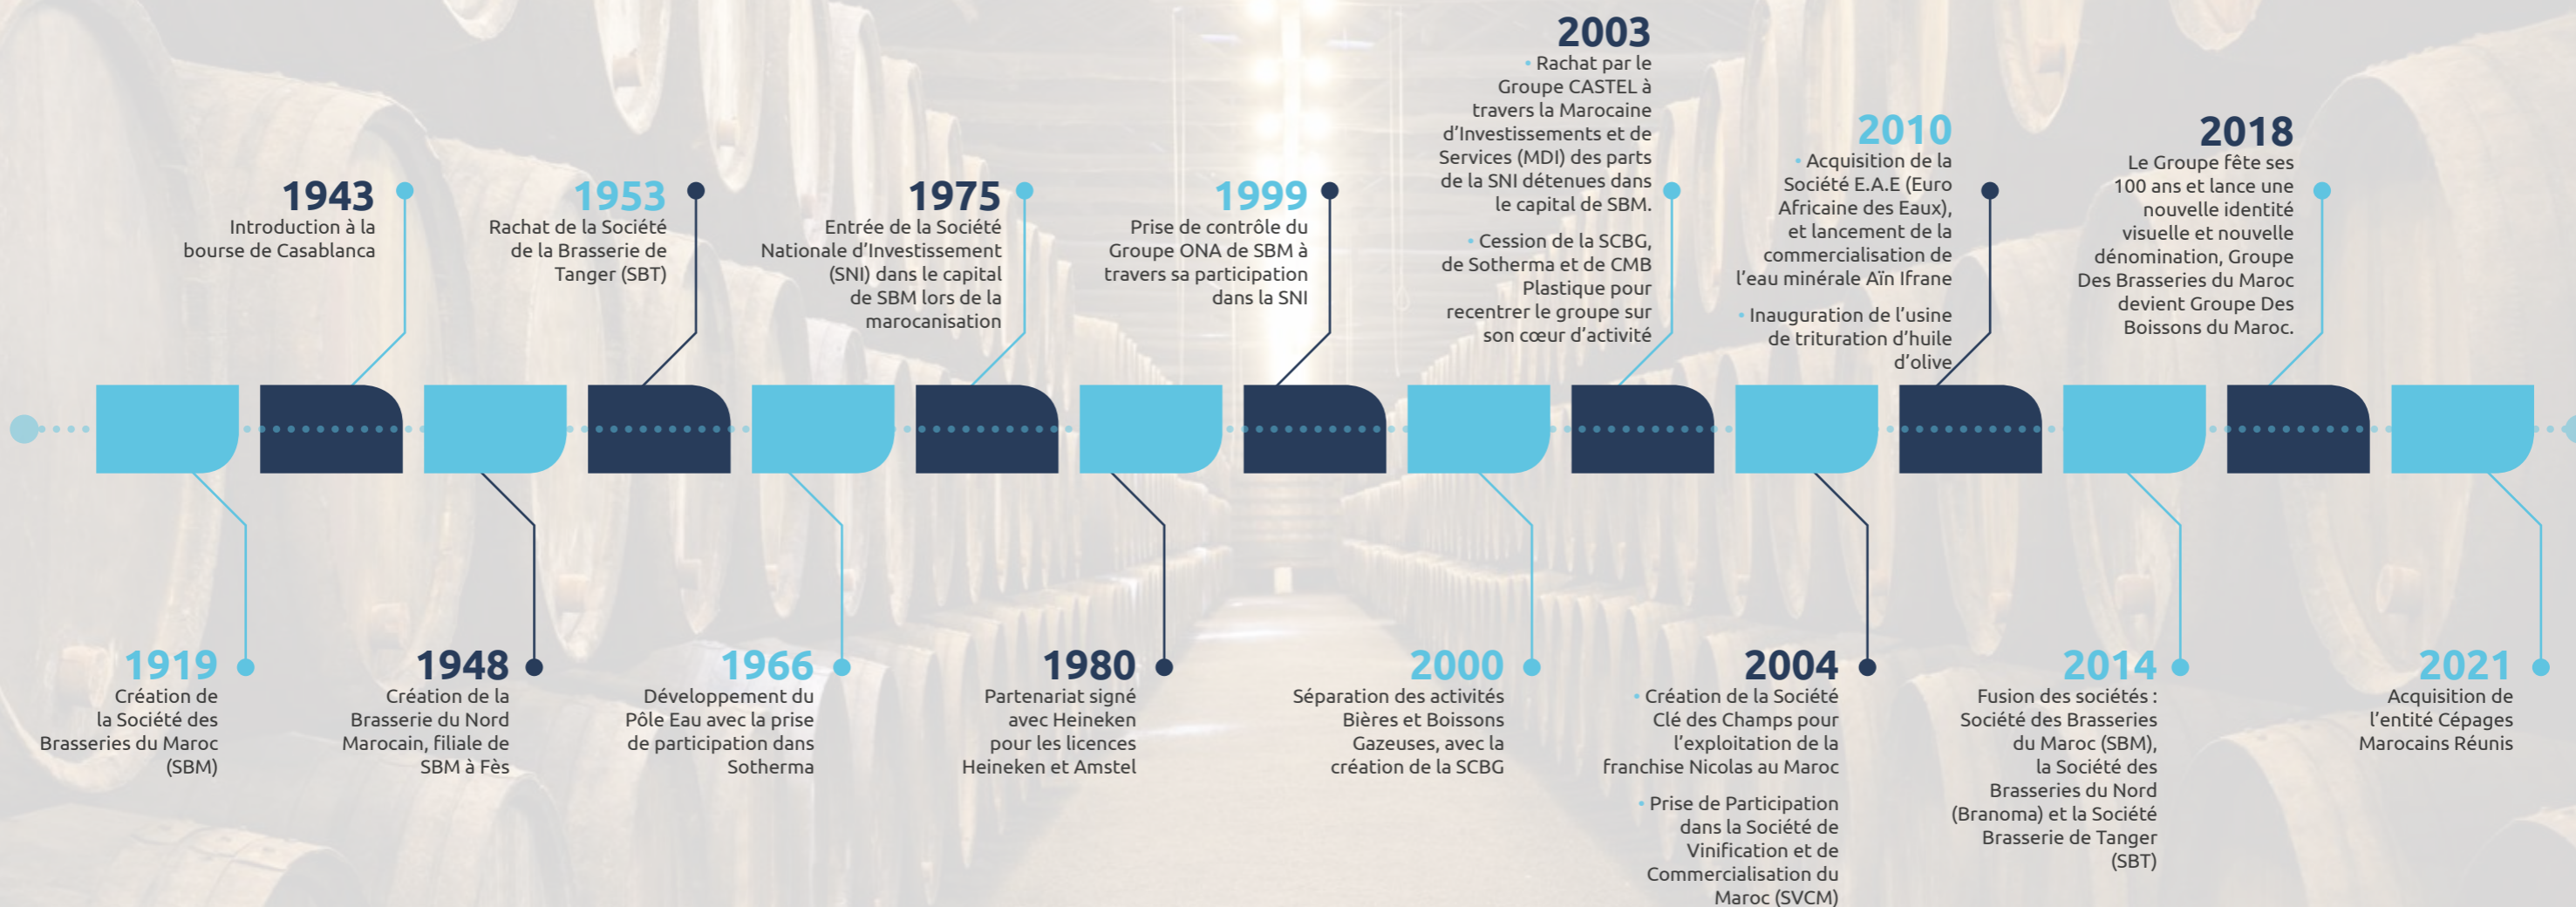 1919
Création de
la Société des
Brasseries du Maroc
(SBM)
1943
Introduction à la
bourse de Casablanca
1948
Création de la
Brasserie du Nord
Marocain, filiale de
SBM à Fès
1953
Rachat de la Société
de la Brasserie de
Tanger (SBT)
1966
Développement du
Pôle Eau avec la prise
de participation dans
Sotherma
1975
Entrée de la Société
Nationale d’Investissement
(SNI) dans le capital
de SBM lors de la
marocanisation
1980
Partenariat signé
avec Heineken
pour les licences
Heineken et Amstel
1999
Prise de contrôle du
Groupe ONA de SBM à
travers sa participation
dans la SNI
2000
Séparation des activités
Bières et Boissons
Gazeuses, avec la
création de la SCBG
2003
• Rachat par le
Groupe CASTEL à
travers la Marocaine
d’Investissements et de
Services (MDI) des parts
de la SNI détenues dans
le capital de SBM.
• Cession de la SCBG,
de Sotherma et de CMB
Plastique pour
recentrer le groupe sur
son cœur d’activité
2004
• Création de la Société
Clé des Champs pour
l’exploitation de la
franchise Nicolas au Maroc
• Prise de Participation
dans la Société de
Vinification et de
Commercialisation du
Maroc (SVCM)
2010
• Acquisition de la
Société E.A.E (Euro
Africaine des Eaux),
et lancement de la
commercialisation de
l’eau minérale Aïn Ifrane
• Inauguration de l’usine
de trituration d’huile
d’olive
2014
Fusion des sociétés :
Société des Brasseries
du Maroc (SBM),
la Société des
Brasseries du Nord
(Branoma) et la Société
Brasserie de Tanger
(SBT)
2018
Le Groupe fête ses
100 ans et lance une
nouvelle identité
visuelle et nouvelle
dénomination, Groupe
Des Brasseries du Maroc
devient Groupe Des
Boissons du Maroc.
2021
Acquisition de
l’entité Cépages
Marocains Réunis